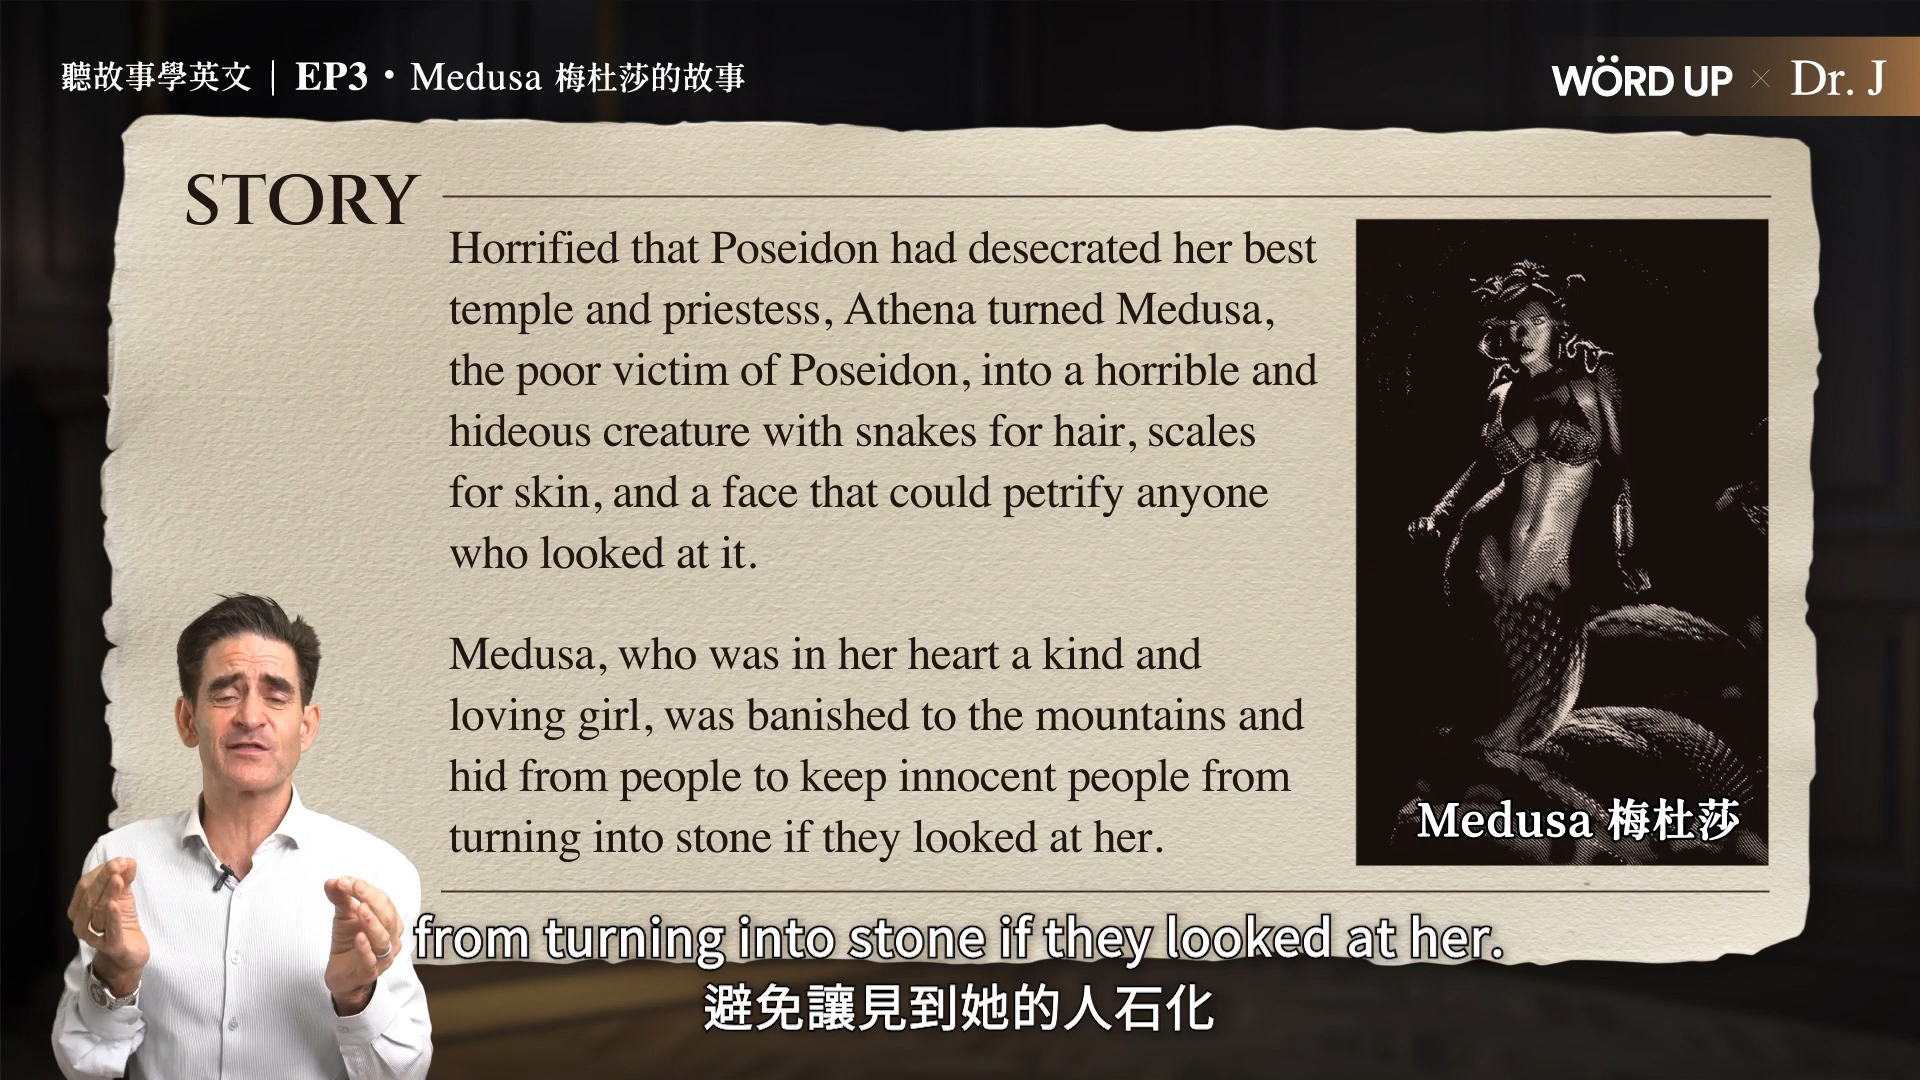 聽故事學英文 | EP3・Medusa 梅杜莎的故事
WÖRD UP × Dr. J
STORY
Horrified that Poseidon had desecrated her best
temple and priestess, Athena turned Medusa,
the poor victim of Poseidon, into a horrible and
hideous creature with snakes for hair, scales
for skin, and a face that could petrify anyone
who looked at it.
Medusa, who was in her heart a kind and
loving girl, was banished to the mountains and
hid from people to keep innocent people from
turning into stone if they looked at her.
Medusa 梅杜莎
from turning into stone if they looked at her.
避免讓見到她的人石化